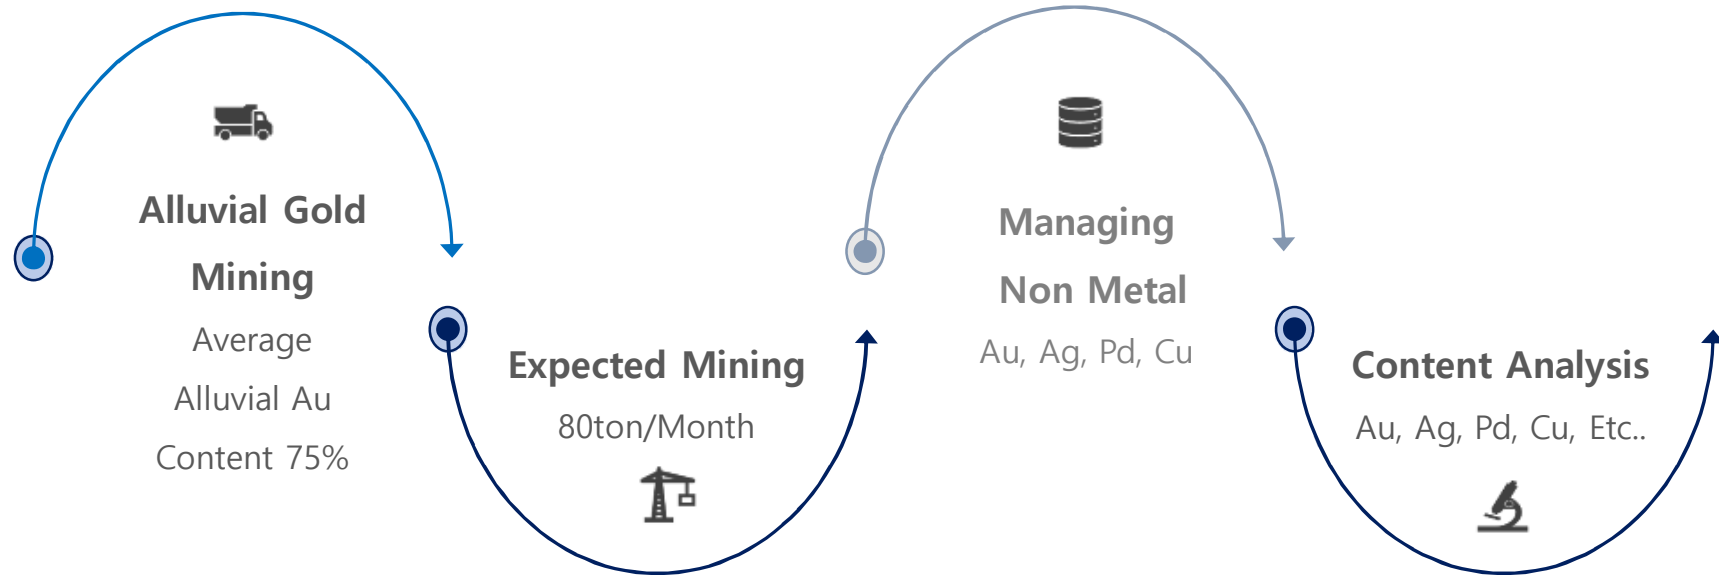 Alluvial Gold
Mining
Average
Alluvial Au
Content 75%
Expected Mining
80ton/Month
Managing
Non Metal
Au, Ag, Pd, Cu
Content Analysis
Au, Ag, Pd, Cu, Etc..